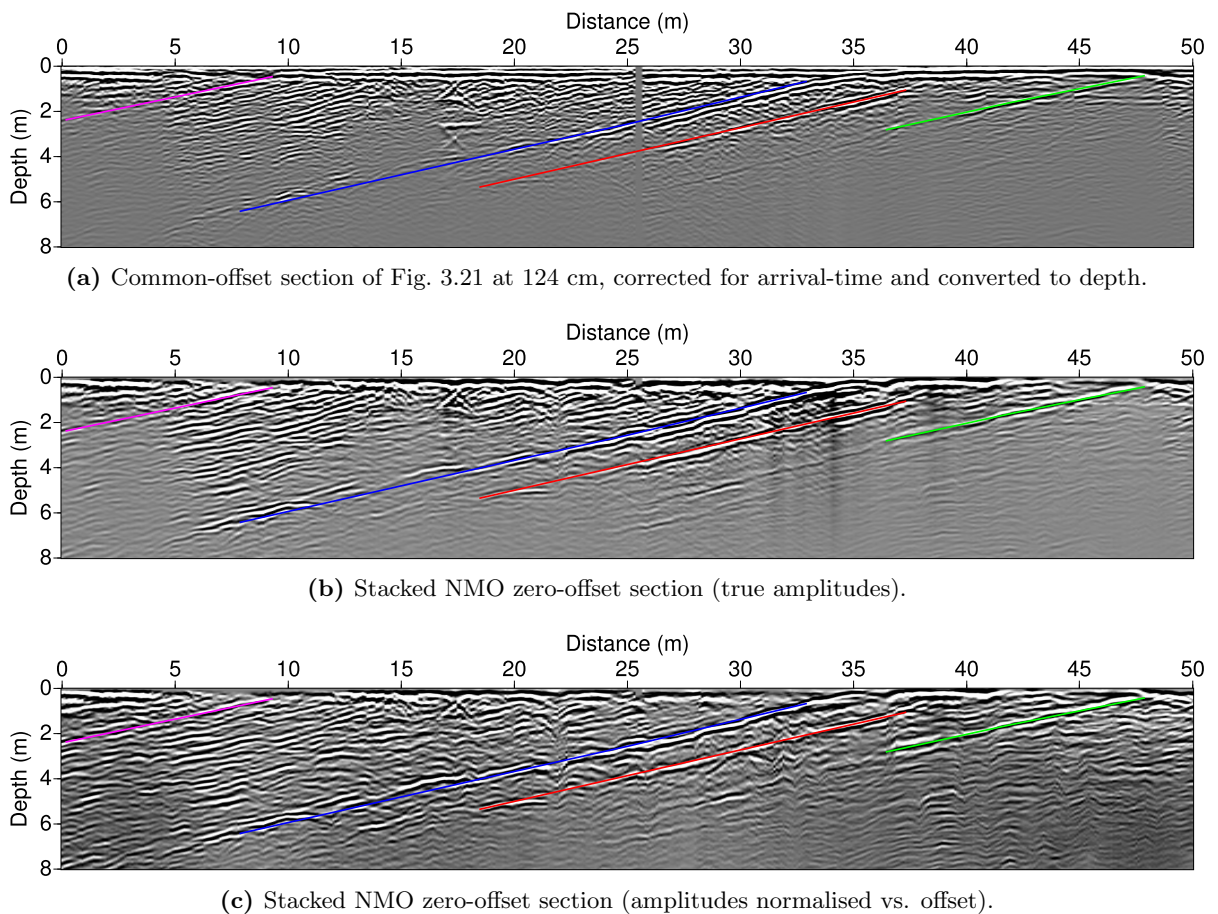 Distance (m)
0 5 10 15 20 25 30 35 40 45 50
0
2
4
6
8
Depth (m)
(a) Common-offset section of Fig. 3.21 at 124 cm, corrected for arrival-time and converted to depth.
Distance (m)
0 5 10 15 20 25 30 35 40 45 50
0
2
4
6
8
Depth (m)
(b) Stacked NMO zero-offset section (true amplitudes).
Distance (m)
0 5 10 15 20 25 30 35 40 45 50
0
2
4
6
8
Depth (m)
(c) Stacked NMO zero-offset section (amplitudes normalised vs. offset).